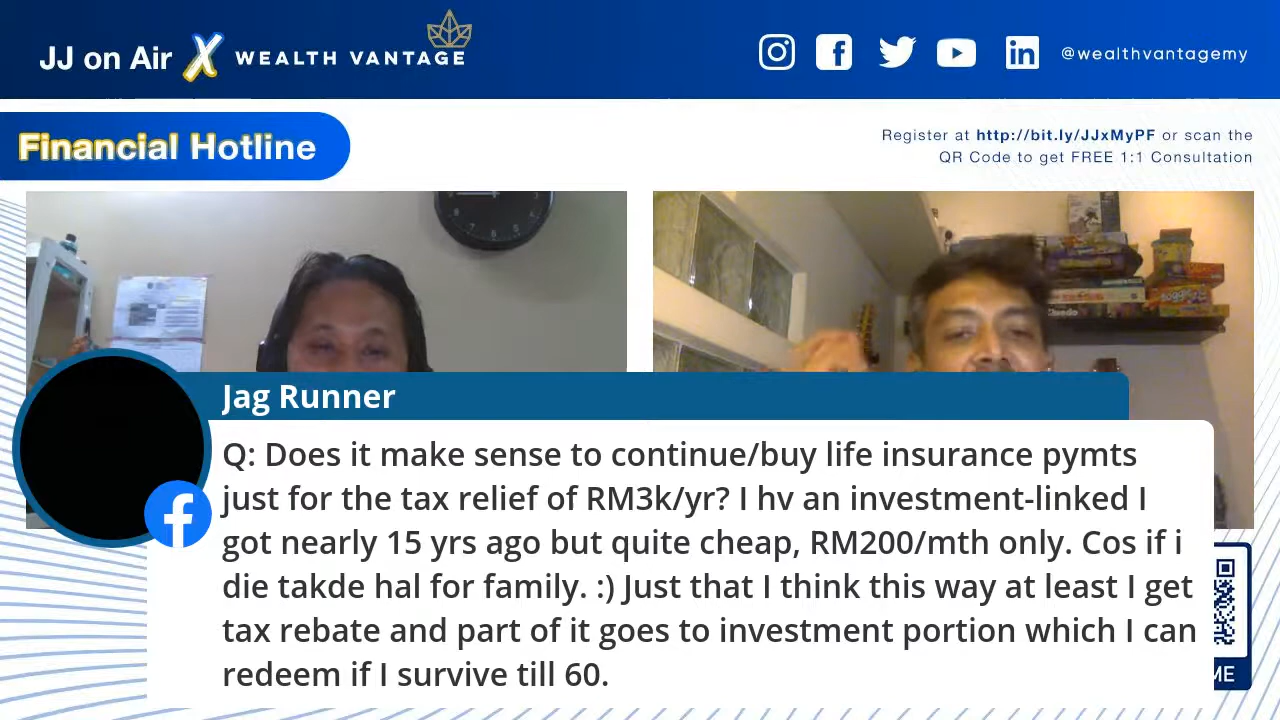 JJ on Air X WEALTH VANTAGE
@wealthvantagemy
Financial Hotline
Register at http://bit.ly/JJxMyPF or scan the
QR Code to get FREE 1:1 Consultation
Cluedo
Jag Runner
Q: Does it make sense to continue/buy life insurance pymts
just for the tax relief of RM3k/yr? I hv an investment-linked I
got nearly 15 yrs ago but quite cheap, RM200/mth only. Cos if i
die takde hal for family. :) Just that I think this way at least I get
tax rebate and part of it goes to investment portion which I can
redeem if I survive till 60.
ME